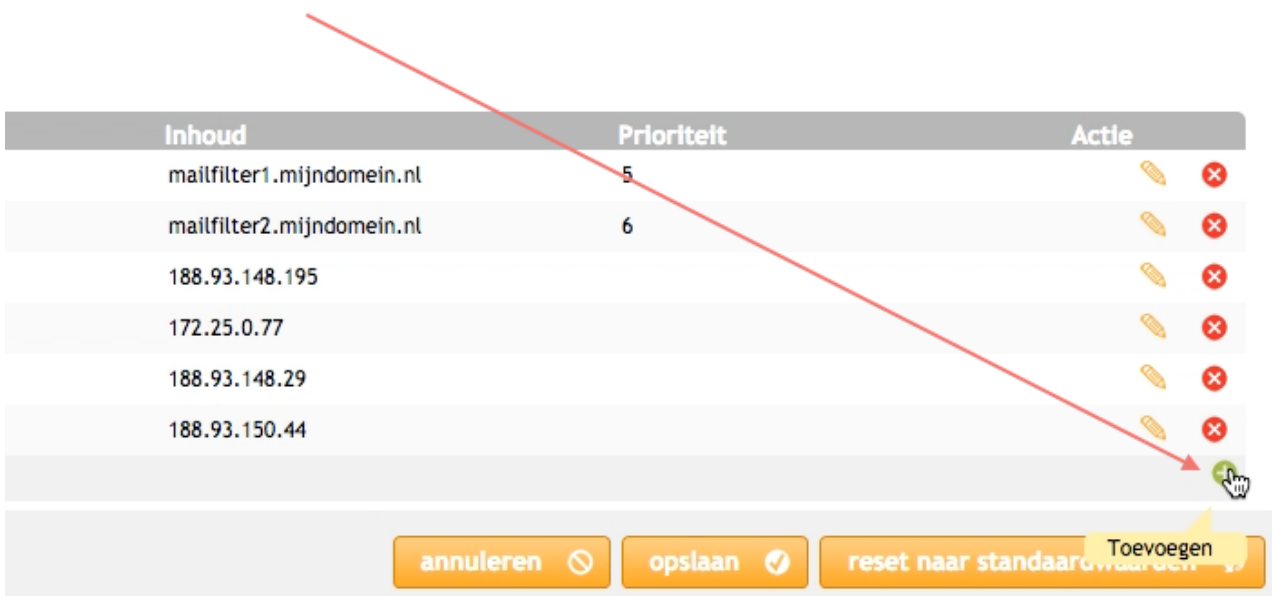 Inhoud Prioriteit Actie
mailfilter1.mijndomein.nl 5
mailfilter2.mijndomein.nl 6
188.93.148.195
172.25.0.77
188.93.148.29
188.93.150.44
Toevoegen
annuleren opslaan reset naar standaardwaarden